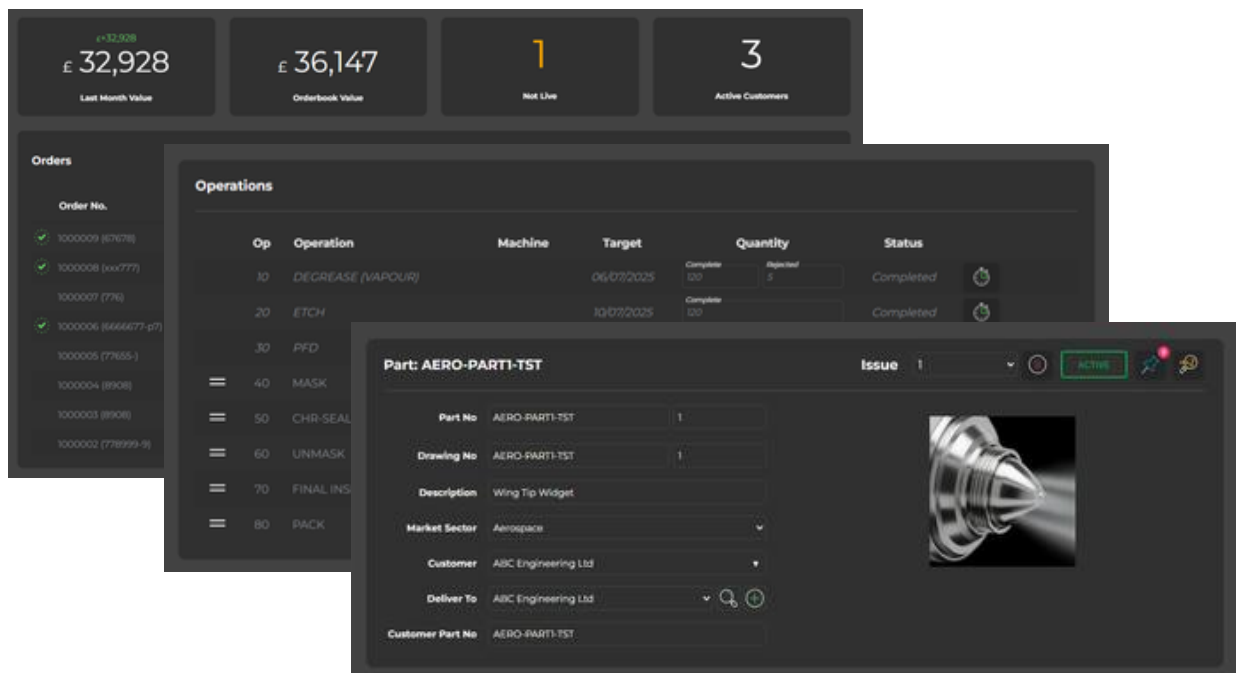 £+32,928
£ 32,928
Last Month Value
£ 36,147
Orderbook Value
1
Not Live
3
Active Customers
Orders
Order No.
1000009 (67678)
1000008 (xxx777)
1000007 (776)
1000006 (6666677-p7)
1000005 (77655-)
1000004 (8908)
1000003 (8908)
1000002 (778999-9)
Operations
Op Operation Machine Target Quantity Status
Complete Rejected
10 DEGREASE (VAPOUR) 06/07/2025 120 5 Completed
Complete
20 ETCH 10/07/2025 120 Completed
30 PFD
40 MASK
50 CHR-SEAL
60 UNMASK
70 FINAL INS
80 PACK
Part: AERO-PART1-TST Issue 1 ACTIVE
Part No AERO-PART1-TST 1
Drawing No AERO-PART1-TST 1
Description Wing Tip Widget
Market Sector Aerospace
Customer ABC Engineering Ltd
Deliver To ABC Engineering Ltd
Customer Part No AERO-PART1-TST